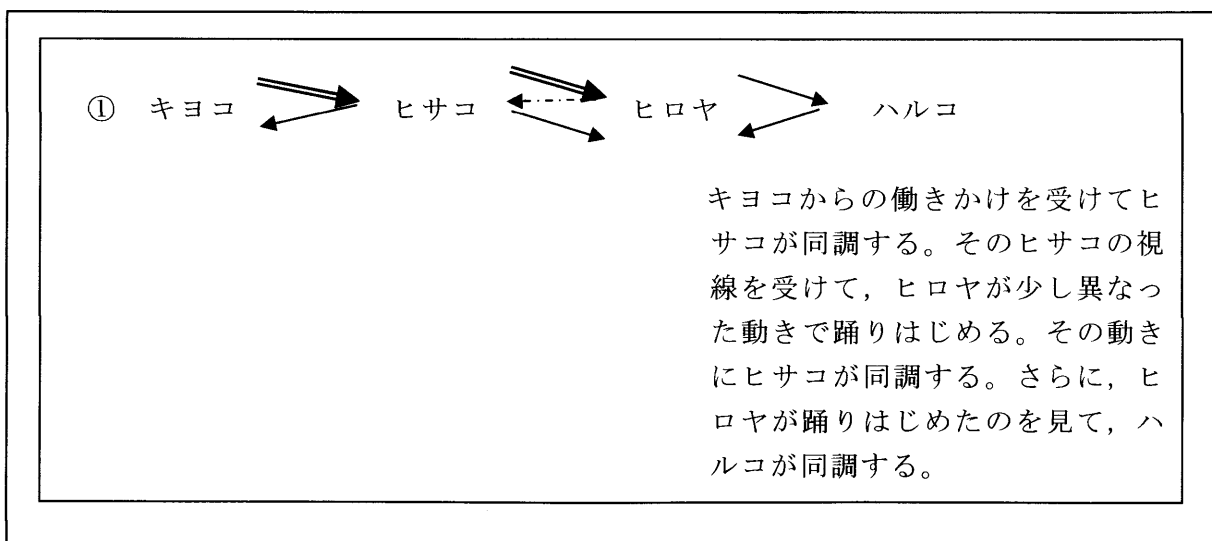 ① キヨコ ヒサコ ヒロヤ ハルコ
キヨコからの働きかけを受けてヒ
サコが同調する。そのヒサコの視
線を受けて，ヒロヤが少し異なっ
た動きで踊りはじめる。その動き
にヒサコが同調する。さらに，ヒ
ロヤが踊りはじめたのを見て，ハ
ルコが同調する。